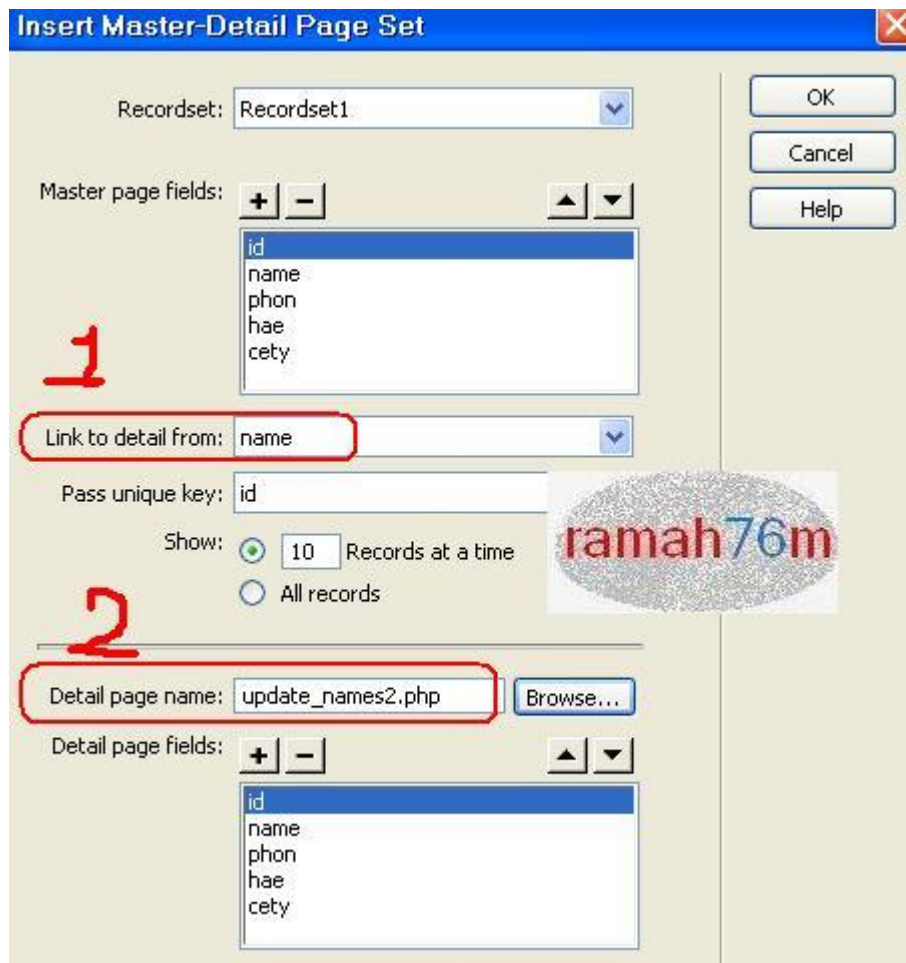 Insert Master-Detail Page Set
Recordset: Recordset1
OK
Cancel
Help
Master page fields:
+ −
id
name
phon
hae
cety
1
Link to detail from: name
Pass unique key: id
ramah76m
Show: 10 Records at a time
All records
2
Detail page name: update_names2.php Browse...
Detail page fields:
+ −
id
name
phon
hae
cety